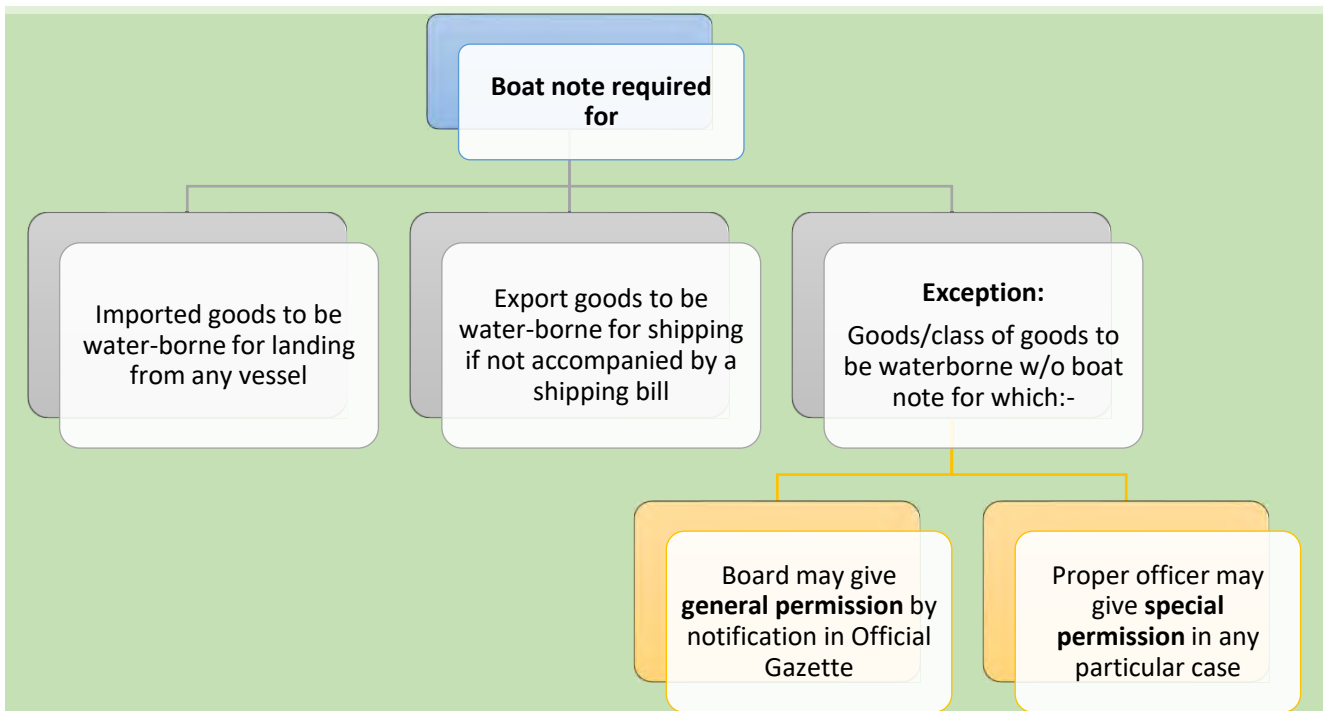 Boat note required
for
Imported goods to be
water-borne for landing
from any vessel
Export goods to be
water-borne for shipping
if not accompanied by a
shipping bill
Exception:
Goods/class of goods to
be waterborne w/o boat
note for which:-
Board may give
general permission by
notification in Official
Gazette
Proper officer may
give special
permission in any
particular case